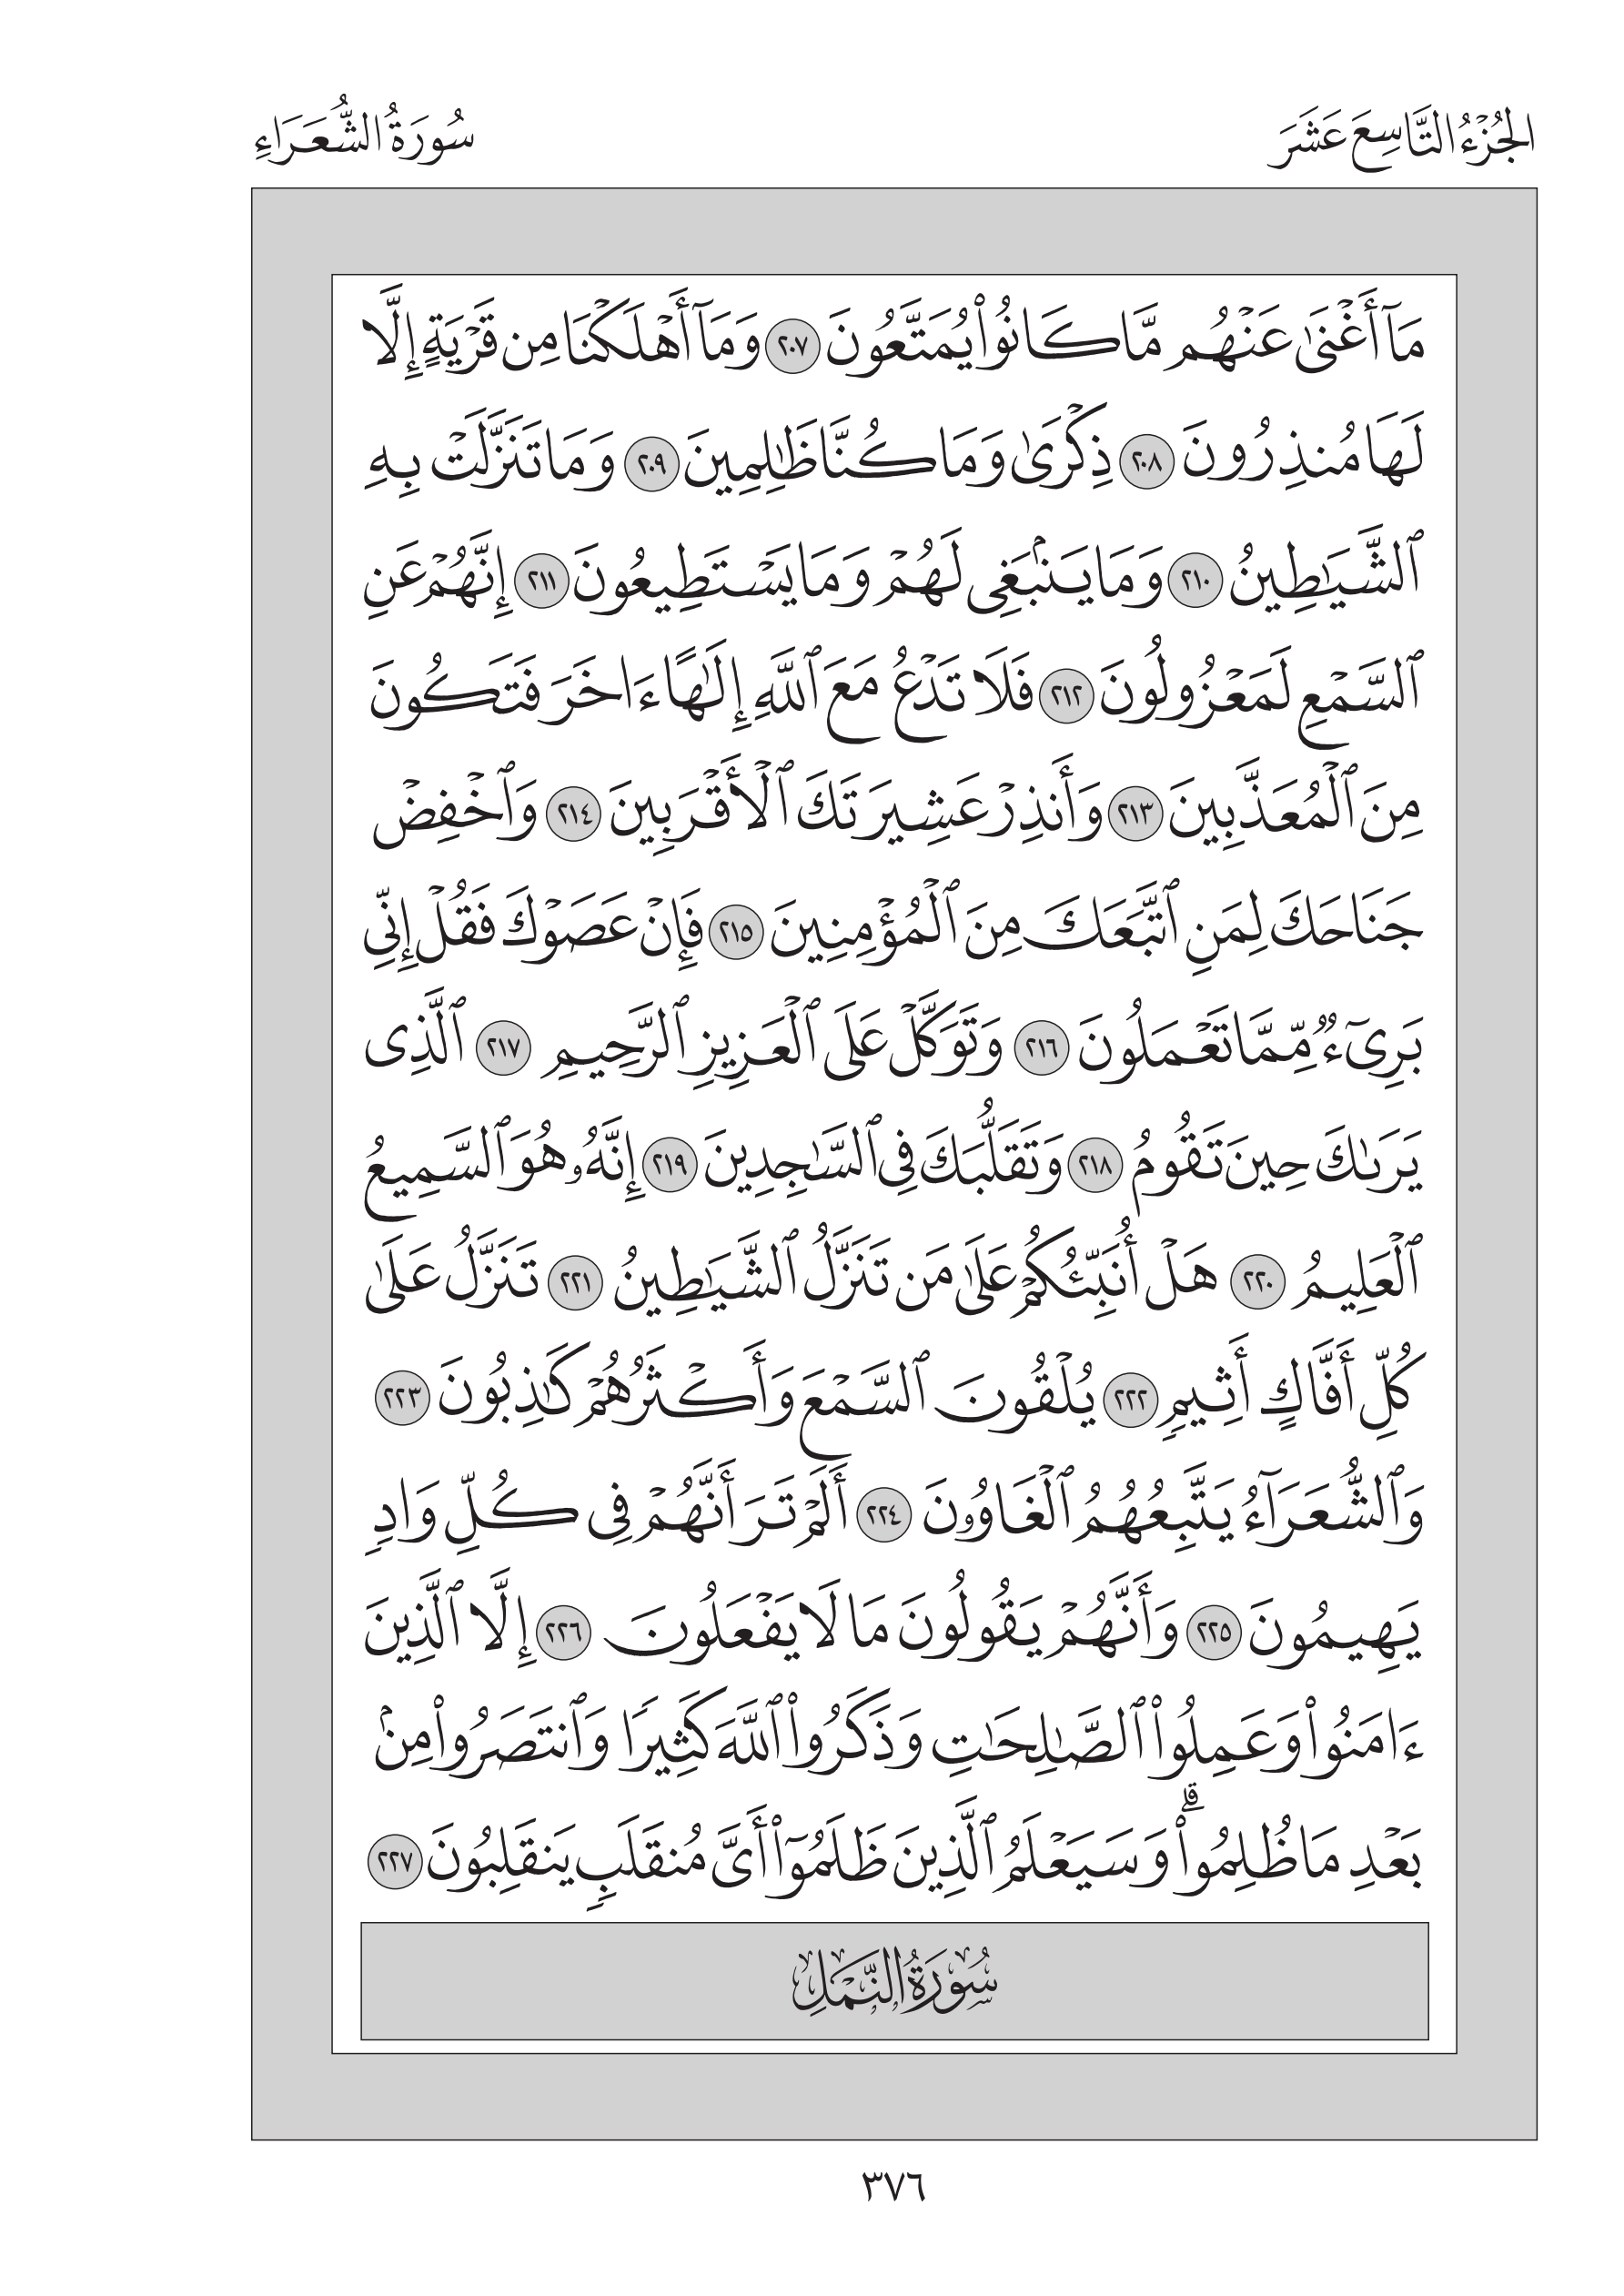 الجُزْءُ التَّاسِعَ عَشَرَ
سُورَةُ الشُّعَرَاءِ
مَآ أَغْنَىٰ عَنْهُم مَّا كَانُوا۟ يُمَتَّعُونَ ٢٠٧ وَمَآ أَهْلَكْنَا مِن قَرْيَةٍ إِلَّا
لَهَا مُنذِرُونَ ٢٠٨ ذِكْرَىٰ وَمَا كُنَّا ظَٰلِمِينَ ٢٠٩ وَمَا تَنَزَّلَتْ بِهِ
ٱلشَّيَٰطِينُ ٢١٠ وَمَا يَنۢبَغِى لَهُمْ وَمَا يَسْتَطِيعُونَ ٢١١ إِنَّهُمْ عَنِ
ٱلسَّمْعِ لَمَعْزُولُونَ ٢١٢ فَلَا تَدْعُ مَعَ ٱللَّهِ إِلَٰهًا ءَاخَرَ فَتَكُونَ
مِنَ ٱلْمُعَذَّبِينَ ٢١٣ وَأَنذِرْ عَشِيرَتَكَ ٱلْأَقْرَبِينَ ٢١٤ وَٱخْفِضْ
جَنَاحَكَ لِمَنِ ٱتَّبَعَكَ مِنَ ٱلْمُؤْمِنِينَ ٢١٥ فَإِنْ عَصَوْكَ فَقُلْ إِنِّى
بَرِىٓءٌ مِّمَّا تَعْمَلُونَ ٢١٦ وَتَوَكَّلْ عَلَى ٱلْعَزِيزِ ٱلرَّحِيمِ ٢١٧ ٱلَّذِى
يَرَىٰكَ حِينَ تَقُومُ ٢١٨ وَتَقَلُّبَكَ فِى ٱلسَّٰجِدِينَ ٢١٩ إِنَّهُۥ هُوَ ٱلسَّمِيعُ
ٱلْعَلِيمُ ٢٢٠ هَلْ أُنَبِّئُكُمْ عَلَىٰ مَن تَنَزَّلُ ٱلشَّيَٰطِينُ ٢٢١ تَنَزَّلُ عَلَىٰ
كُلِّ أَفَّاكٍ أَثِيمٍ ٢٢٢ يُلْقُونَ ٱلسَّمْعَ وَأَكْثَرُهُمْ كَٰذِبُونَ ٢٢٣
وَٱلشُّعَرَآءُ يَتَّبِعُهُمُ ٱلْغَاوُۥنَ ٢٢٤ أَلَمْ تَرَ أَنَّهُمْ فِى كُلِّ وَادٍ
يَهِيمُونَ ٢٢٥ وَأَنَّهُمْ يَقُولُونَ مَا لَا يَفْعَلُونَ ٢٢٦ إِلَّا ٱلَّذِينَ
ءَامَنُوا۟ وَعَمِلُوا۟ ٱلصَّٰلِحَٰتِ وَذَكَرُوا۟ ٱللَّهَ كَثِيرًا وَٱنتَصَرُوا۟ مِنۢ
بَعْدِ مَا ظُلِمُوا۟ ۗ وَسَيَعْلَمُ ٱلَّذِينَ ظَلَمُوٓا۟ أَىَّ مُنقَلَبٍ يَنقَلِبُونَ ٢٢٧
سُورَةُ النَّمْلِ
٣٧٦